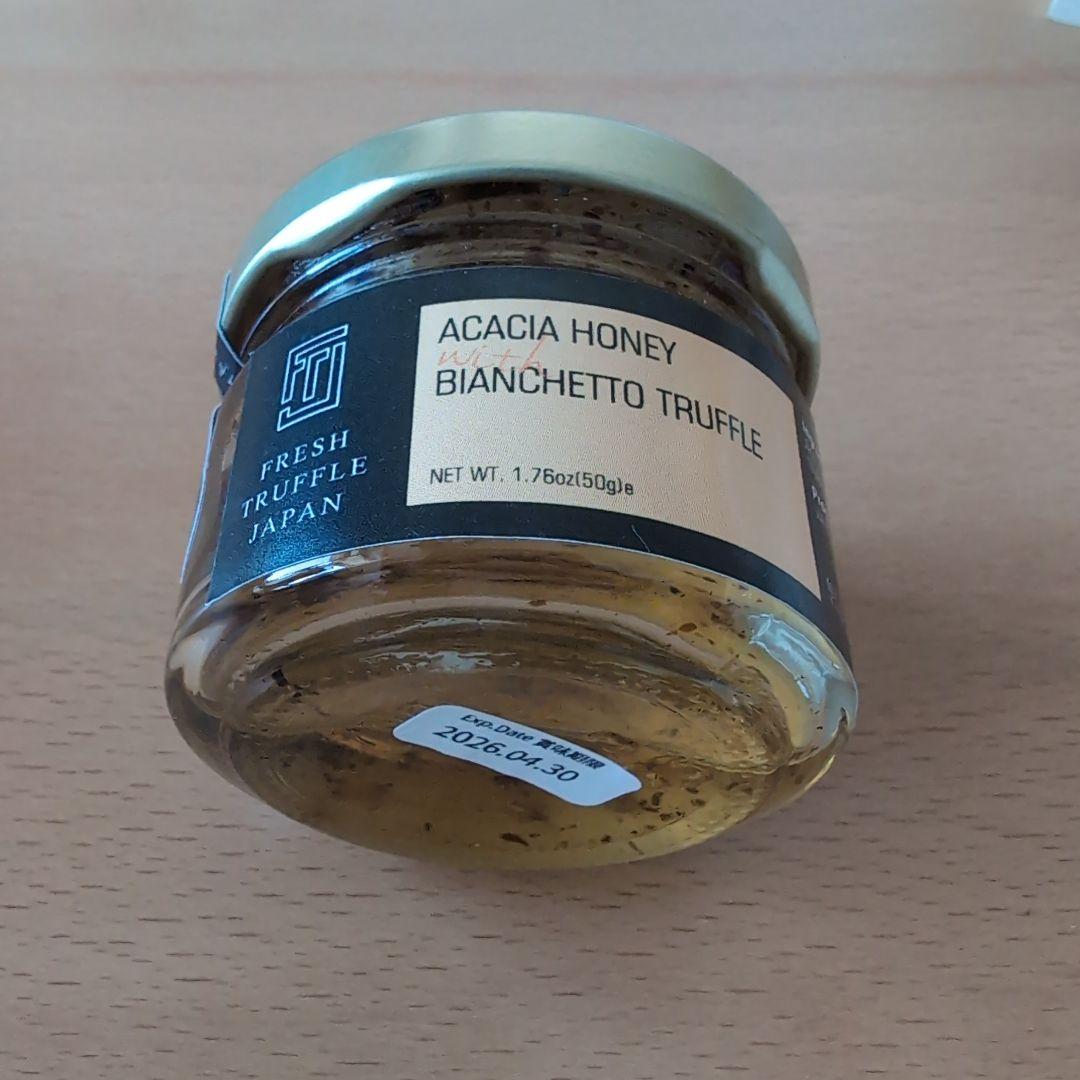 FTJ
FRESH
TRUFFLE
JAPAN
ACACIA HONEY
with
BIANCHETTO TRUFFLE
NET WT. 1.76oz(50g)e
Exp.Date 賞味期限
2026.04.30